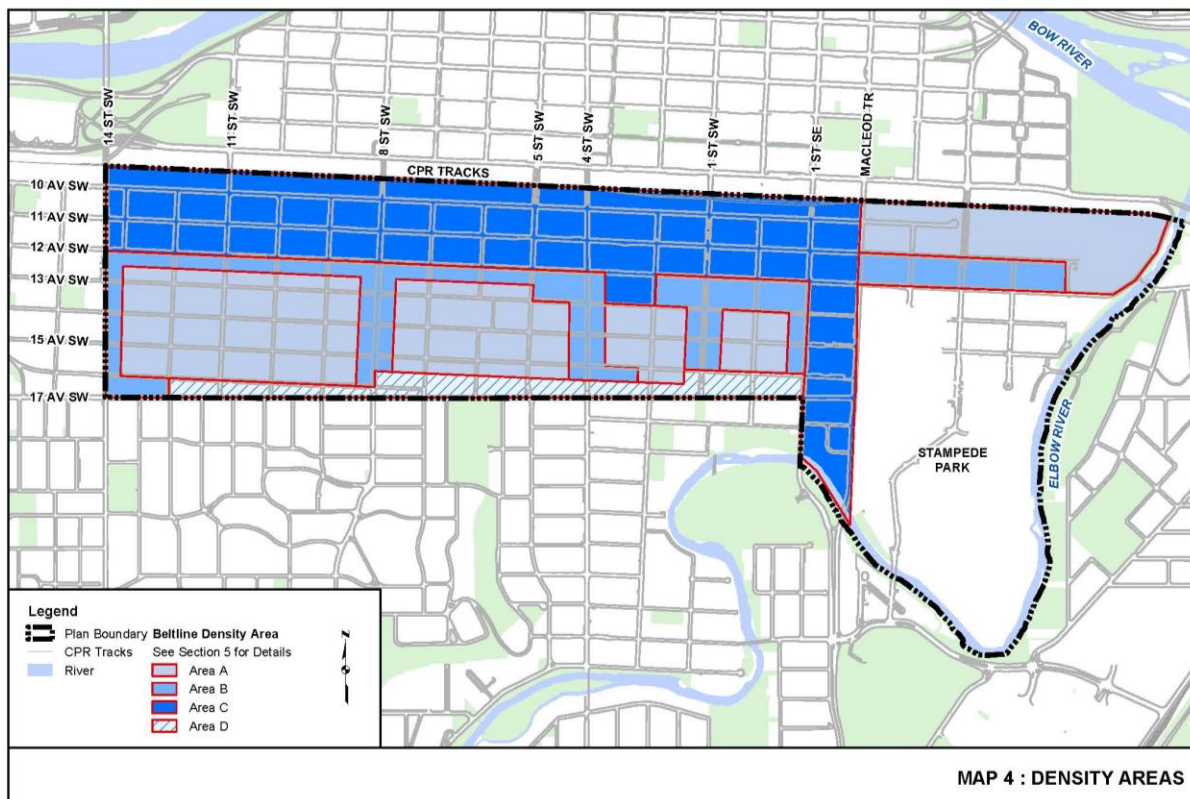 BOW RIVER
14 ST SW
11 ST SW
8 ST SW
5 ST SW
4 ST SW
1 ST SW
1 ST SE
MACLEOD TR
CPR TRACKS
10 AV SW
11 AV SW
12 AV SW
13 AV SW
15 AV SW
17 AV SW
STAMPEDE
PARK
ELBOW RIVER
Legend
Plan Boundary
CPR Tracks
River
Beltline Density Area
See Section 5 for Details
Area A
Area B
Area C
Area D
N
MAP 4 : DENSITY AREAS